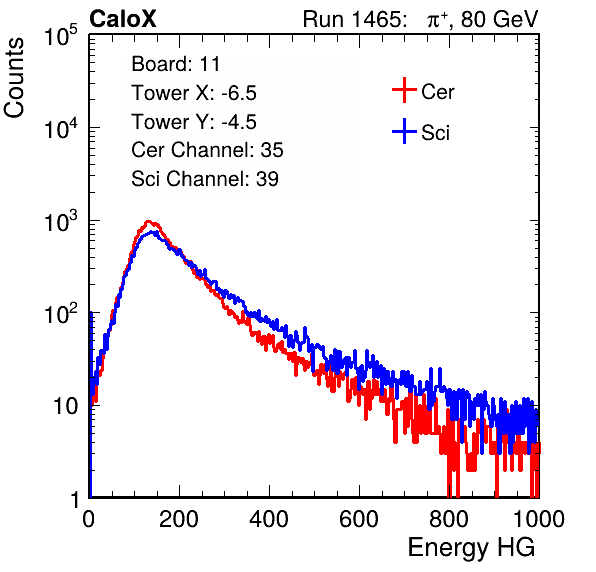 CaloX Run 1465: π⁺, 80 GeV
Counts
10⁵
10⁴
10³
10²
10
1
Board: 11
Tower X: -6.5
Tower Y: -4.5
Cer Channel: 35
Sci Channel: 39
Cer
Sci
0 200 400 600 800 1000
Energy HG